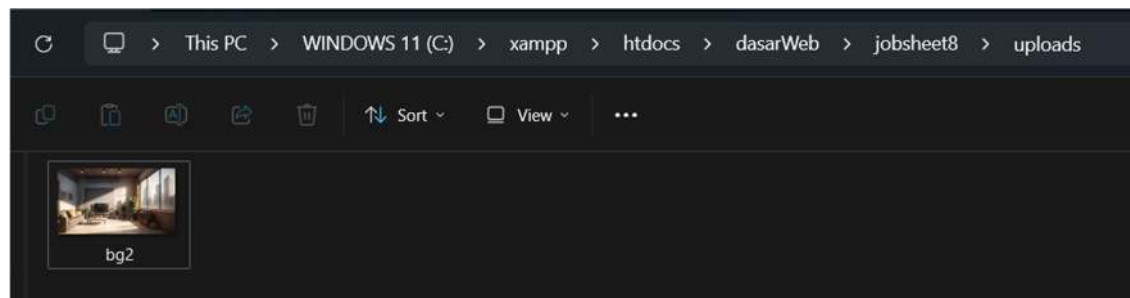 This PC > WINDOWS 11 (C:) > xampp > htdocs > dasarWeb > jobsheet8 > uploads
Sort View
bg2